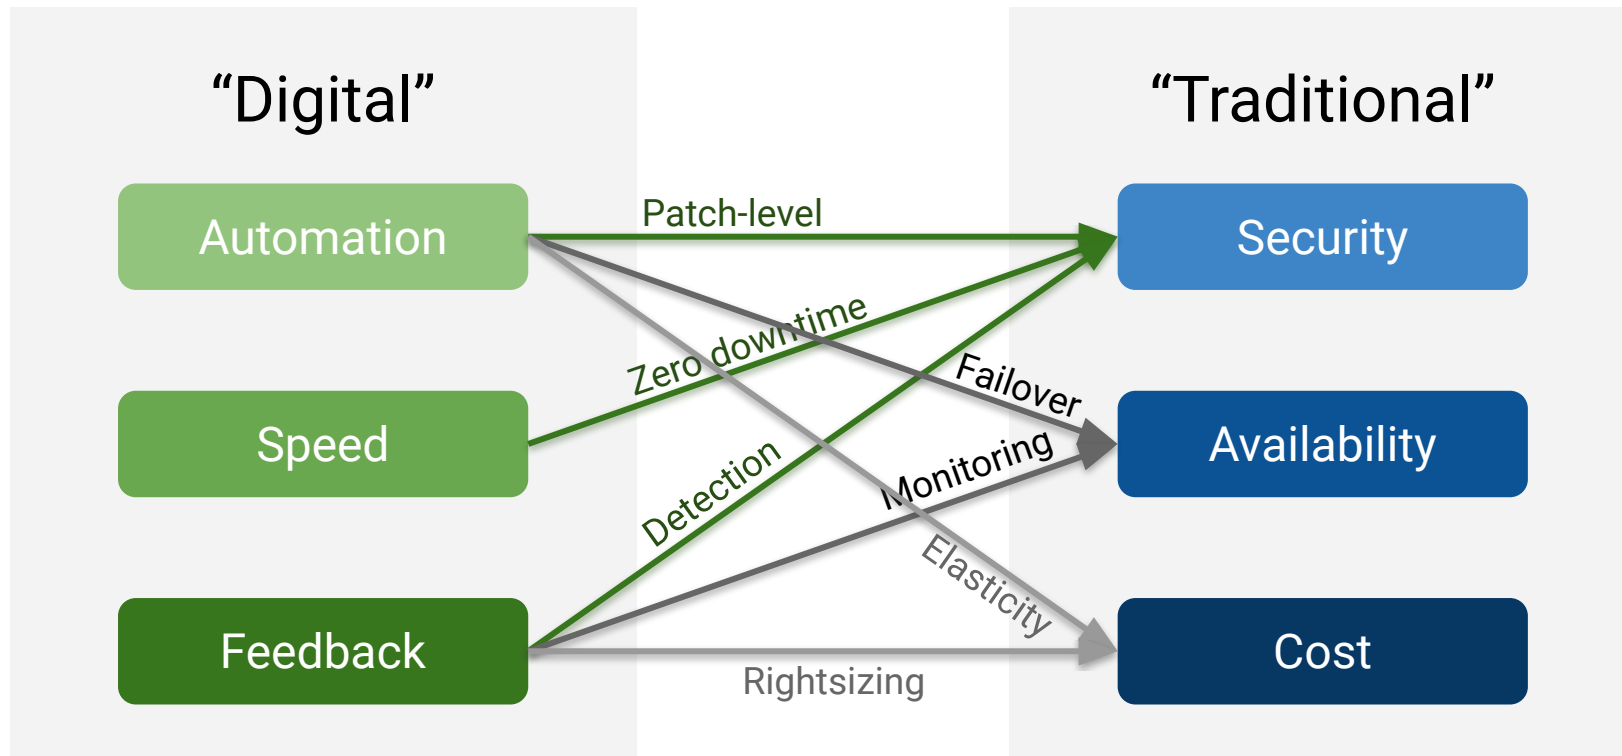 “Digital”
“Traditional”
Automation
Patch-level
Security
Zero downtime
Failover
Speed
Detection
Monitoring
Availability
Elasticity
Feedback
Rightsizing
Cost